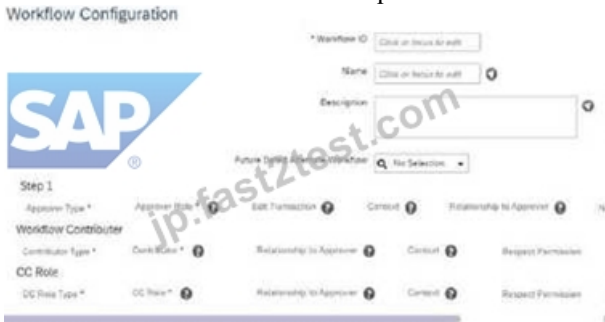 Workflow Configuration
* Workflow ID Click or focus to edit
Name Click or focus to edit
Description
SAP
®
jp.fast2test.com
Future Dated Alternate Workflow No Selection
Step 1
Approver Type * Approver Role * Edit Transaction Context Relationship to Approver
Workflow Contributer
Contributor Type * Contributor * Relationship to Approver Context Respect Permission
CC Role
CC Role Type * CC Role * Relationship to Approver Context Respect Permission